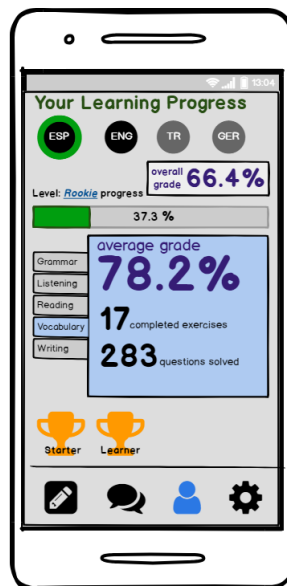 13:04
Your Learning Progress
ESP ENG TR GER
overall
grade 66.4%
Level: Rookie progress
37.3 %
Grammar
Listening
Reading
Vocabulary
Writing
average grade
78.2%
17 completed exercises
283 questions solved
Starter Learner